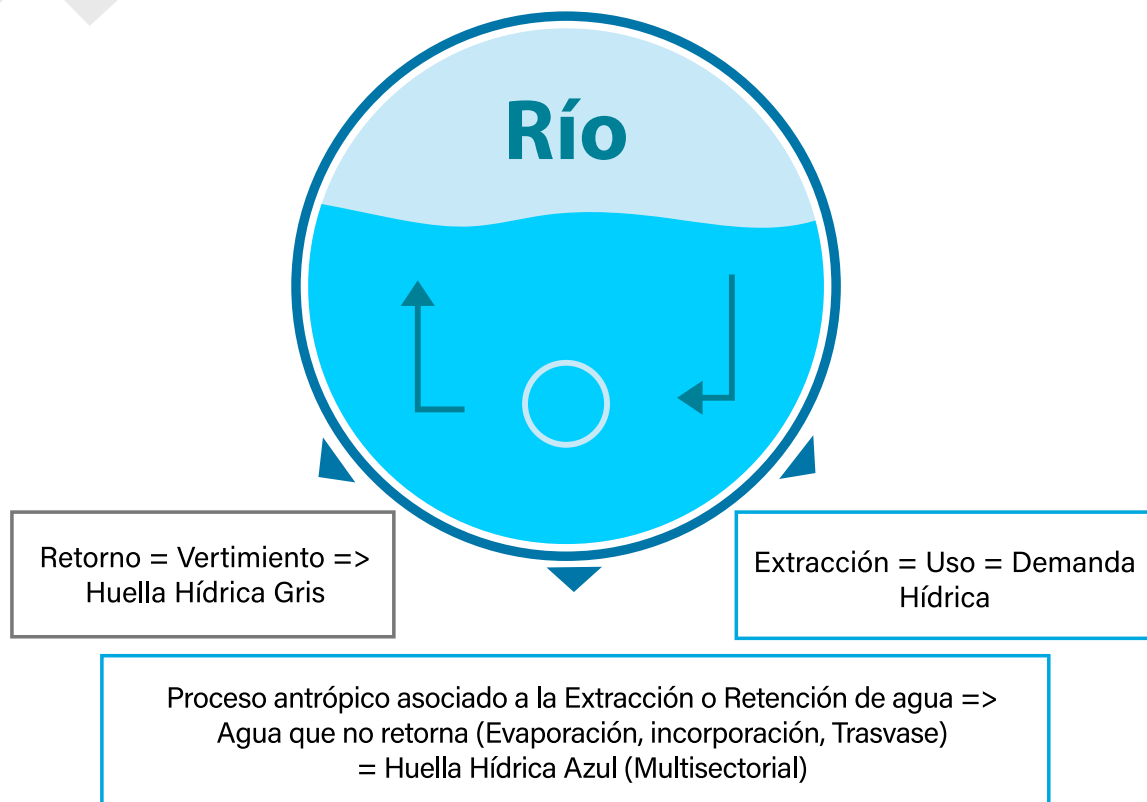 Río
Retorno = Vertimiento =>
Huella Hídrica Gris
Extracción = Uso = Demanda
Hídrica
Proceso antrópico asociado a la Extracción o Retención de agua =>
Agua que no retorna (Evaporación, incorporación, Trasvase)
= Huella Hídrica Azul (Multisectorial)